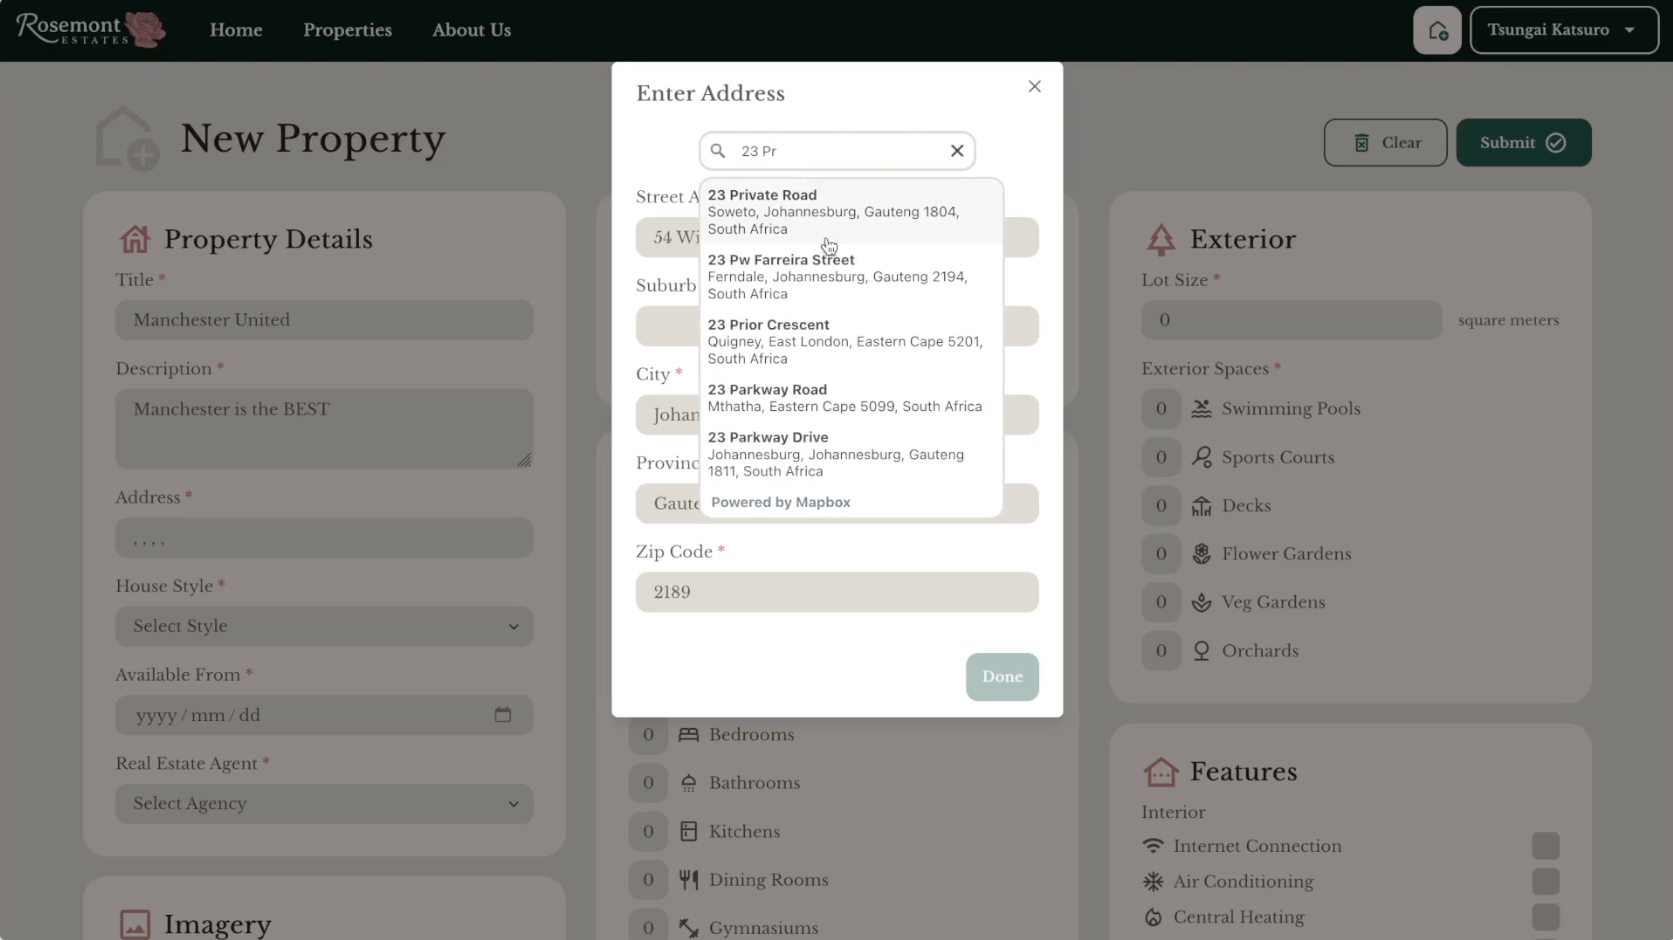 Rosemont
ESTATES
Home
Properties
About Us
Tsungai Katsuro
New Property
Clear
Submit
Property Details
Title *
Manchester United
Description *
Manchester is the BEST
Address *
, , , ,
House Style *
Select Style
Available From *
yyyy / mm / dd
Real Estate Agent *
Select Agency
Imagery
Enter Address
23 Pr
Street A
54 Wi
Suburb
City *
Johan
Provinc
Gaute
23 Private Road
Soweto, Johannesburg, Gauteng 1804,
South Africa
23 Pw Farreira Street
Ferndale, Johannesburg, Gauteng 2194,
South Africa
23 Prior Crescent
Quigney, East London, Eastern Cape 5201,
South Africa
23 Parkway Road
Mthatha, Eastern Cape 5099, South Africa
23 Parkway Drive
Johannesburg, Johannesburg, Gauteng
1811, South Africa
Powered by Mapbox
Zip Code *
2189
Done
0 Bedrooms
0 Bathrooms
0 Kitchens
0 Dining Rooms
0 Gymnasiums
Exterior
Lot Size *
0 square meters
Exterior Spaces *
0 Swimming Pools
0 Sports Courts
0 Decks
0 Flower Gardens
0 Veg Gardens
0 Orchards
Features
Interior
Internet Connection
Air Conditioning
Central Heating